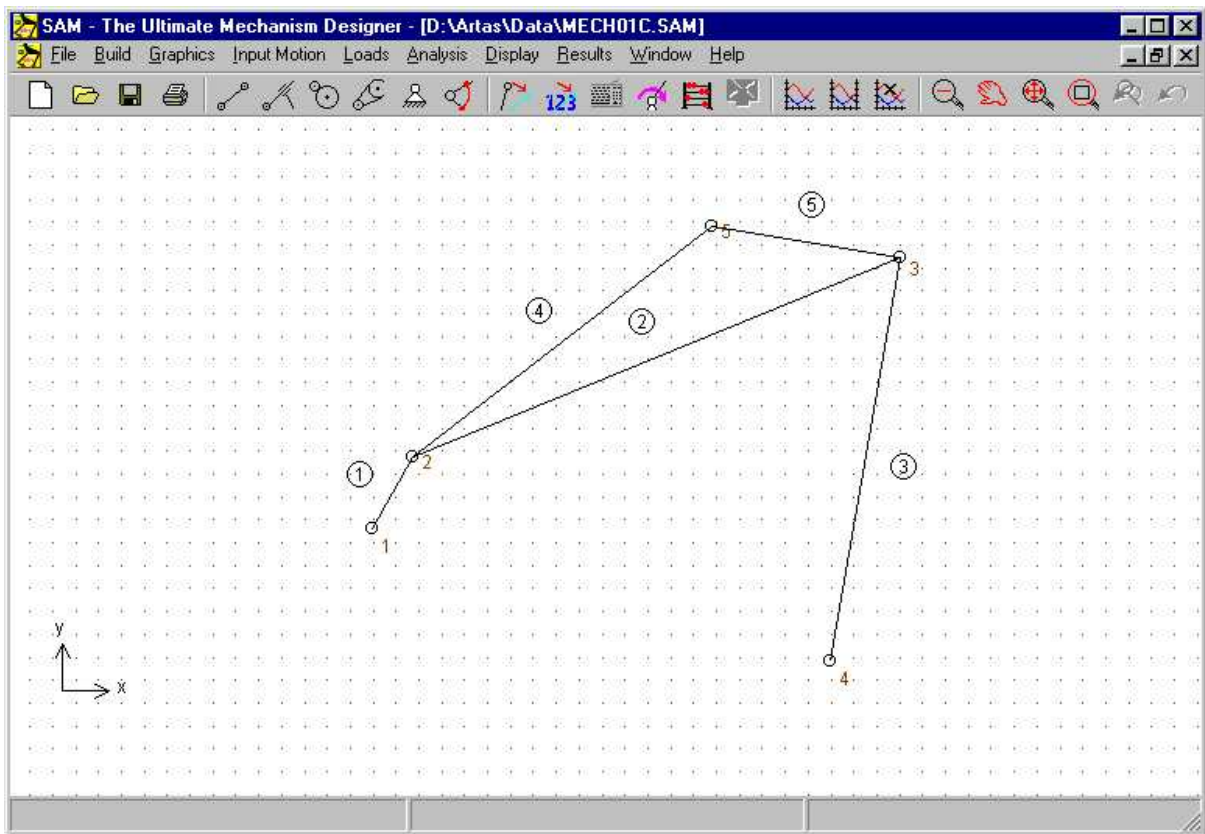 SAM - The Ultimate Mechanism Designer - [D:\Artas\Data\MECH01C.SAM]
File Build Graphics Input Motion Loads Analysis Display Results Window Help
123
5
5
3
4
2
2
1
3
1
4
y
x